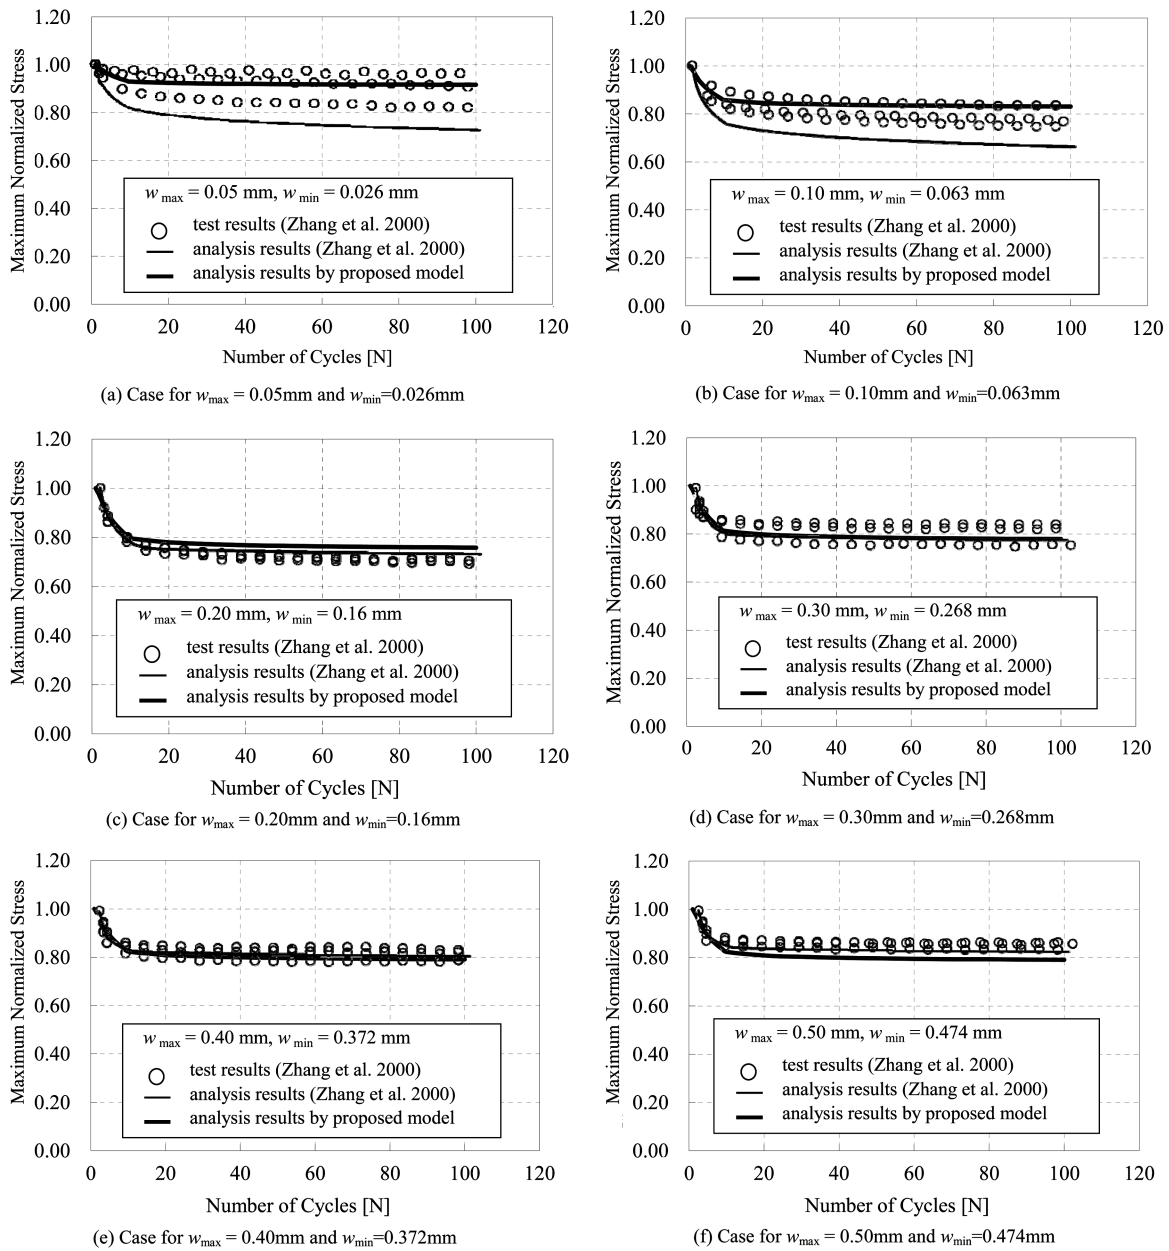 Maximum Normalized Stress
1.20
1.00
0.80
0.60
0.40
0.20
0.00
w max = 0.05 mm, w min = 0.026 mm
test results (Zhang et al. 2000)
analysis results (Zhang et al. 2000)
analysis results by proposed model
0 20 40 60 80 100 120
Number of Cycles [N]
(a) Case for wmax = 0.05mm and wmin=0.026mm
Maximum Normalized Stress
1.20
1.00
0.80
0.60
0.40
0.20
0.00
w max = 0.10 mm, w min = 0.063 mm
test results (Zhang et al. 2000)
analysis results (Zhang et al. 2000)
analysis results by proposed model
0 20 40 60 80 100 120
Number of Cycles [N]
(b) Case for wmax = 0.10mm and wmin=0.063mm
Maximum Normalized Stress
1.20
1.00
0.80
0.60
0.40
0.20
0.00
w max = 0.20 mm, w min = 0.16 mm
test results (Zhang et al. 2000)
analysis results (Zhang et al. 2000)
analysis results by proposed model
0 20 40 60 80 100 120
Number of Cycles [N]
(c) Case for wmax = 0.20mm and wmin=0.16mm
Maximum Normalized Stress
1.20
1.00
0.80
0.60
0.40
0.20
0.00
w max = 0.30 mm, w min = 0.268 mm
test results (Zhang et al. 2000)
analysis results (Zhang et al. 2000)
analysis results by proposed model
0 20 40 60 80 100 120
Number of Cycles [N]
(d) Case for wmax = 0.30mm and wmin=0.268mm
Maximum Normalized Stress
1.20
1.00
0.80
0.60
0.40
0.20
0.00
w max = 0.40 mm, w min = 0.372 mm
test results (Zhang et al. 2000)
analysis results (Zhang et al. 2000)
analysis results by proposed model
0 20 40 60 80 100 120
Number of Cycles [N]
(e) Case for wmax = 0.40mm and wmin=0.372mm
Maximum Normalized Stress
1.20
1.00
0.80
0.60
0.40
0.20
0.00
w max = 0.50 mm, w min = 0.474 mm
test results (Zhang et al. 2000)
analysis results (Zhang et al. 2000)
analysis results by proposed model
0 20 40 60 80 100 120
Number of Cycles [N]
(f) Case for wmax = 0.50mm and wmin=0.474mm